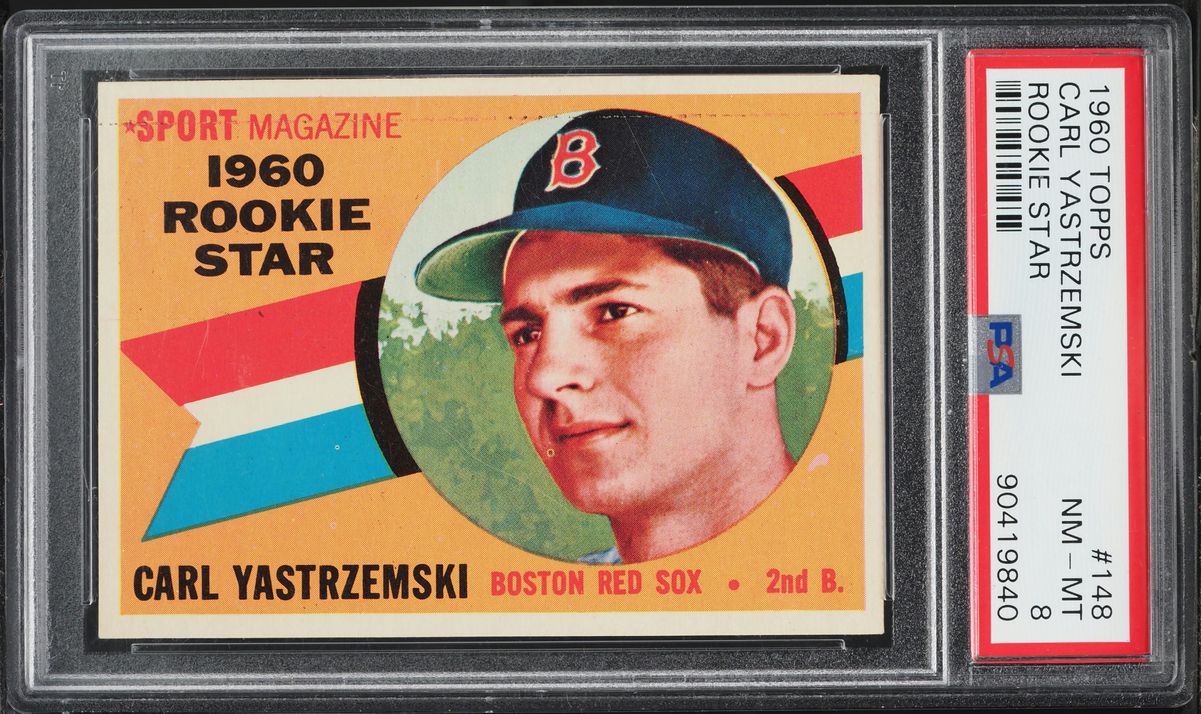 ★SPORT MAGAZINE
1960
ROOKIE
STAR
B
CARL YASTRZEMSKI BOSTON RED SOX • 2nd B.
1960 TOPPS #148
CARL YASTRZEMSKI NM – MT
ROOKIE STAR 8
90419840
PSA